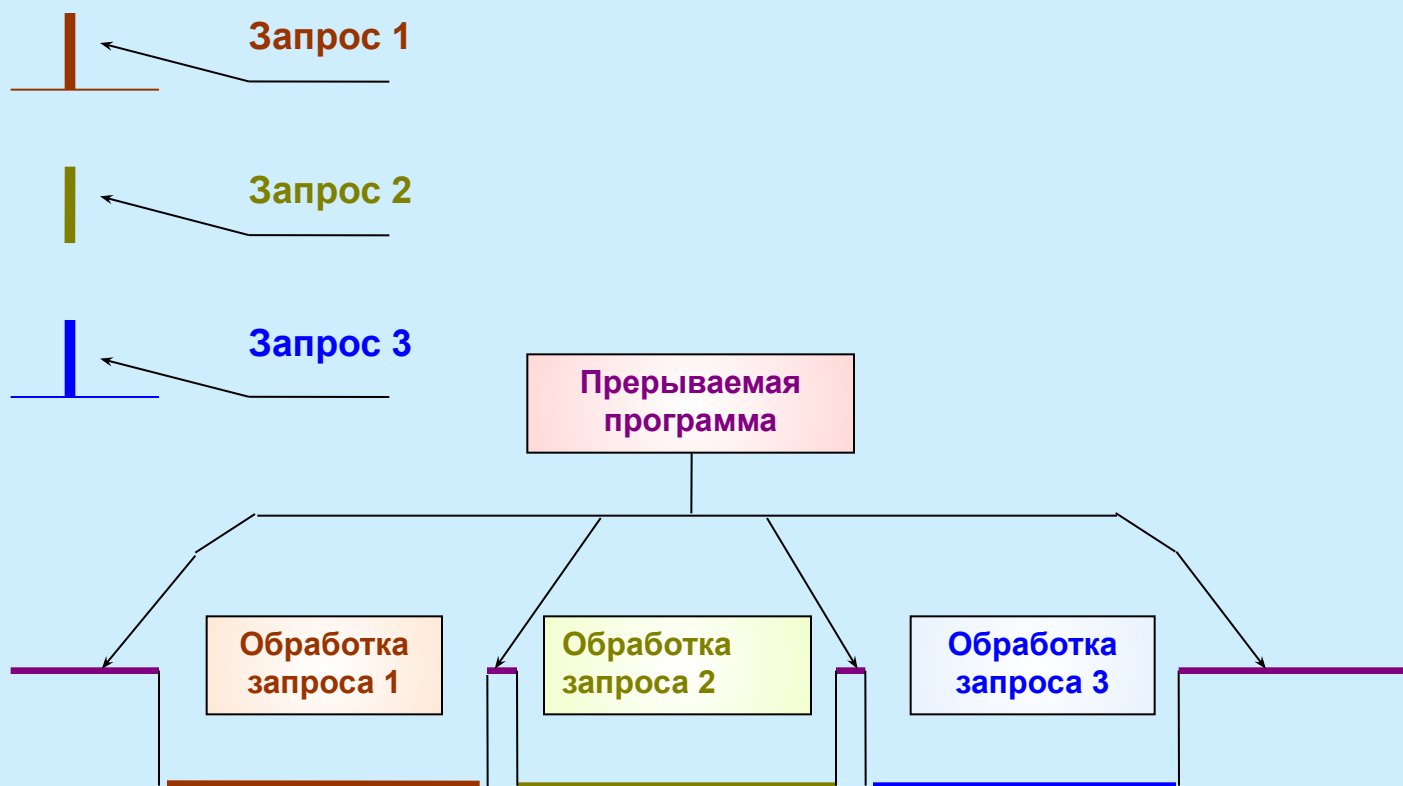 Запрос 1
Запрос 2
Запрос 3
Прерываемая
программа
Обработка
запроса 1
Обработка
запроса 2
Обработка
запроса 3